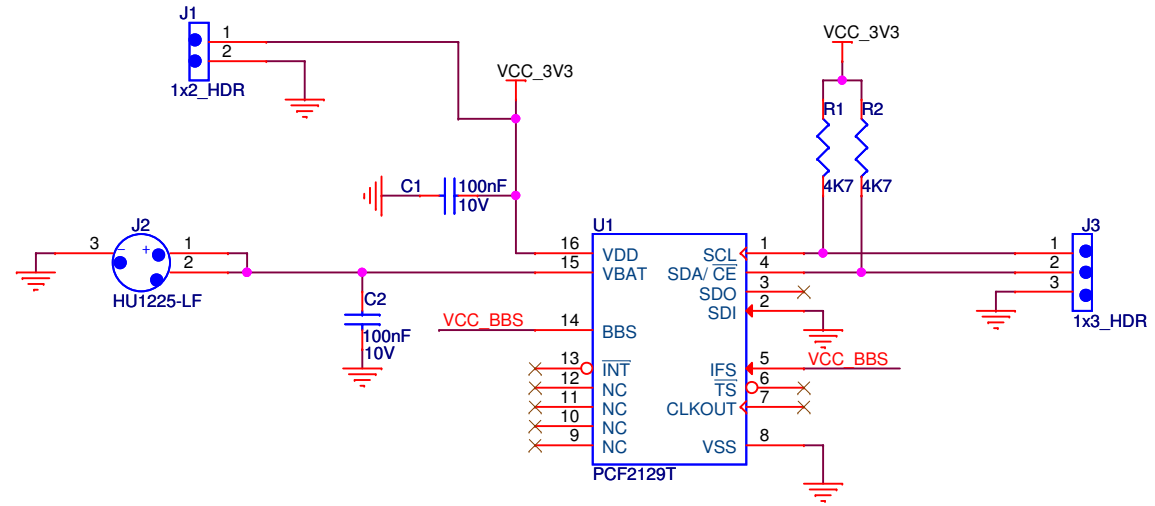 J1
1
2
1x2_HDR
VCC_3V3
VCC_3V3
R1 R2
4K7 4K7
C1
100nF
10V
J2
3
− +
1
2
HU1225-LF
C2
100nF
10V
U1
16 VDD
15 VBAT
VCC_BBS 14 BBS
13 INT
12 NC
11 NC
10 NC
9 NC
SCL 1
SDA/ CE 4
SDO 3
SDI 2
IFS 5 VCC_BBS
TS 6
CLKOUT 7
VSS 8
PCF2129T
J3
1
2
3
1x3_HDR